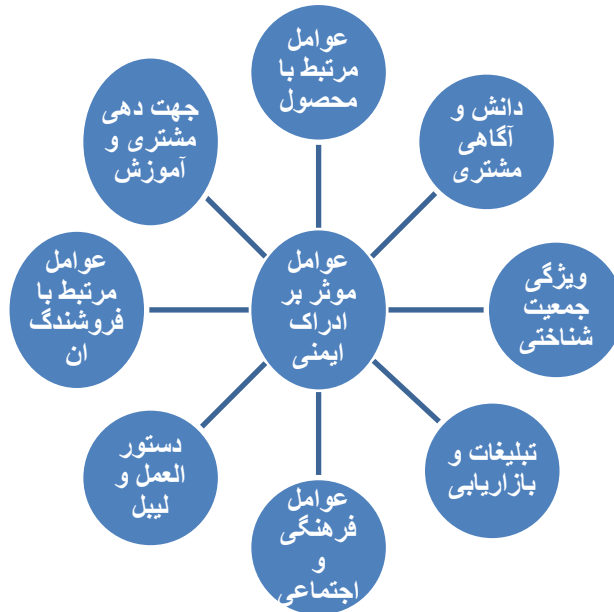 عوامل
مرتبط با
محصول
دانش و
آگاهی
مشتری
ویژگی
جمعیت
شناختی
تبلیغات و
بازاریابی
عوامل
فرهنگی
و
اجتماعی
دستور
العمل و
لیبل
عوامل
مرتبط با
فروشندگ
ان
جهت دهی
مشتری و
آموزش
عوامل
موثر بر
ادراک
ایمنی